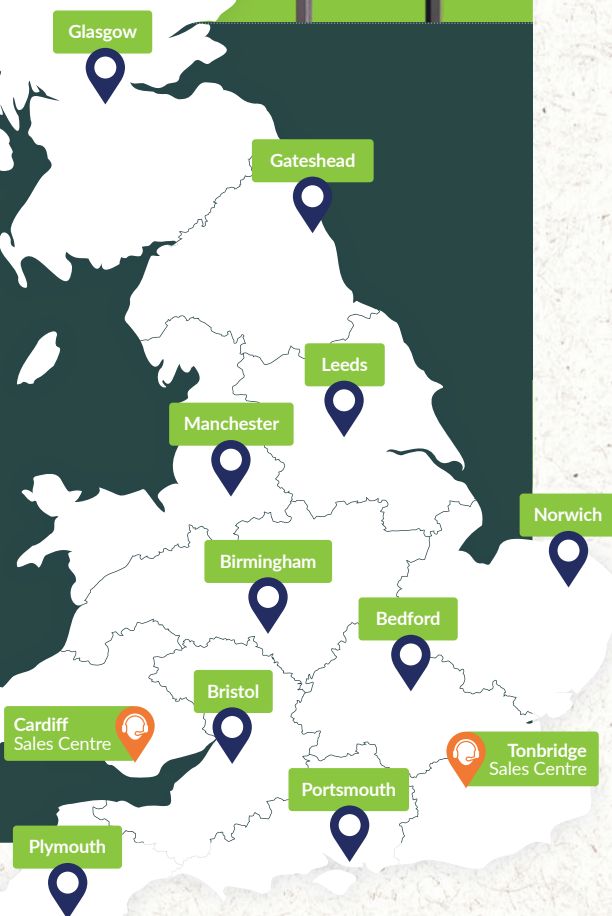 Glasgow
Gateshead
Leeds
Manchester
Norwich
Birmingham
Bedford
Bristol
Cardiff
Sales Centre
Tonbridge
Sales Centre
Portsmouth
Plymouth